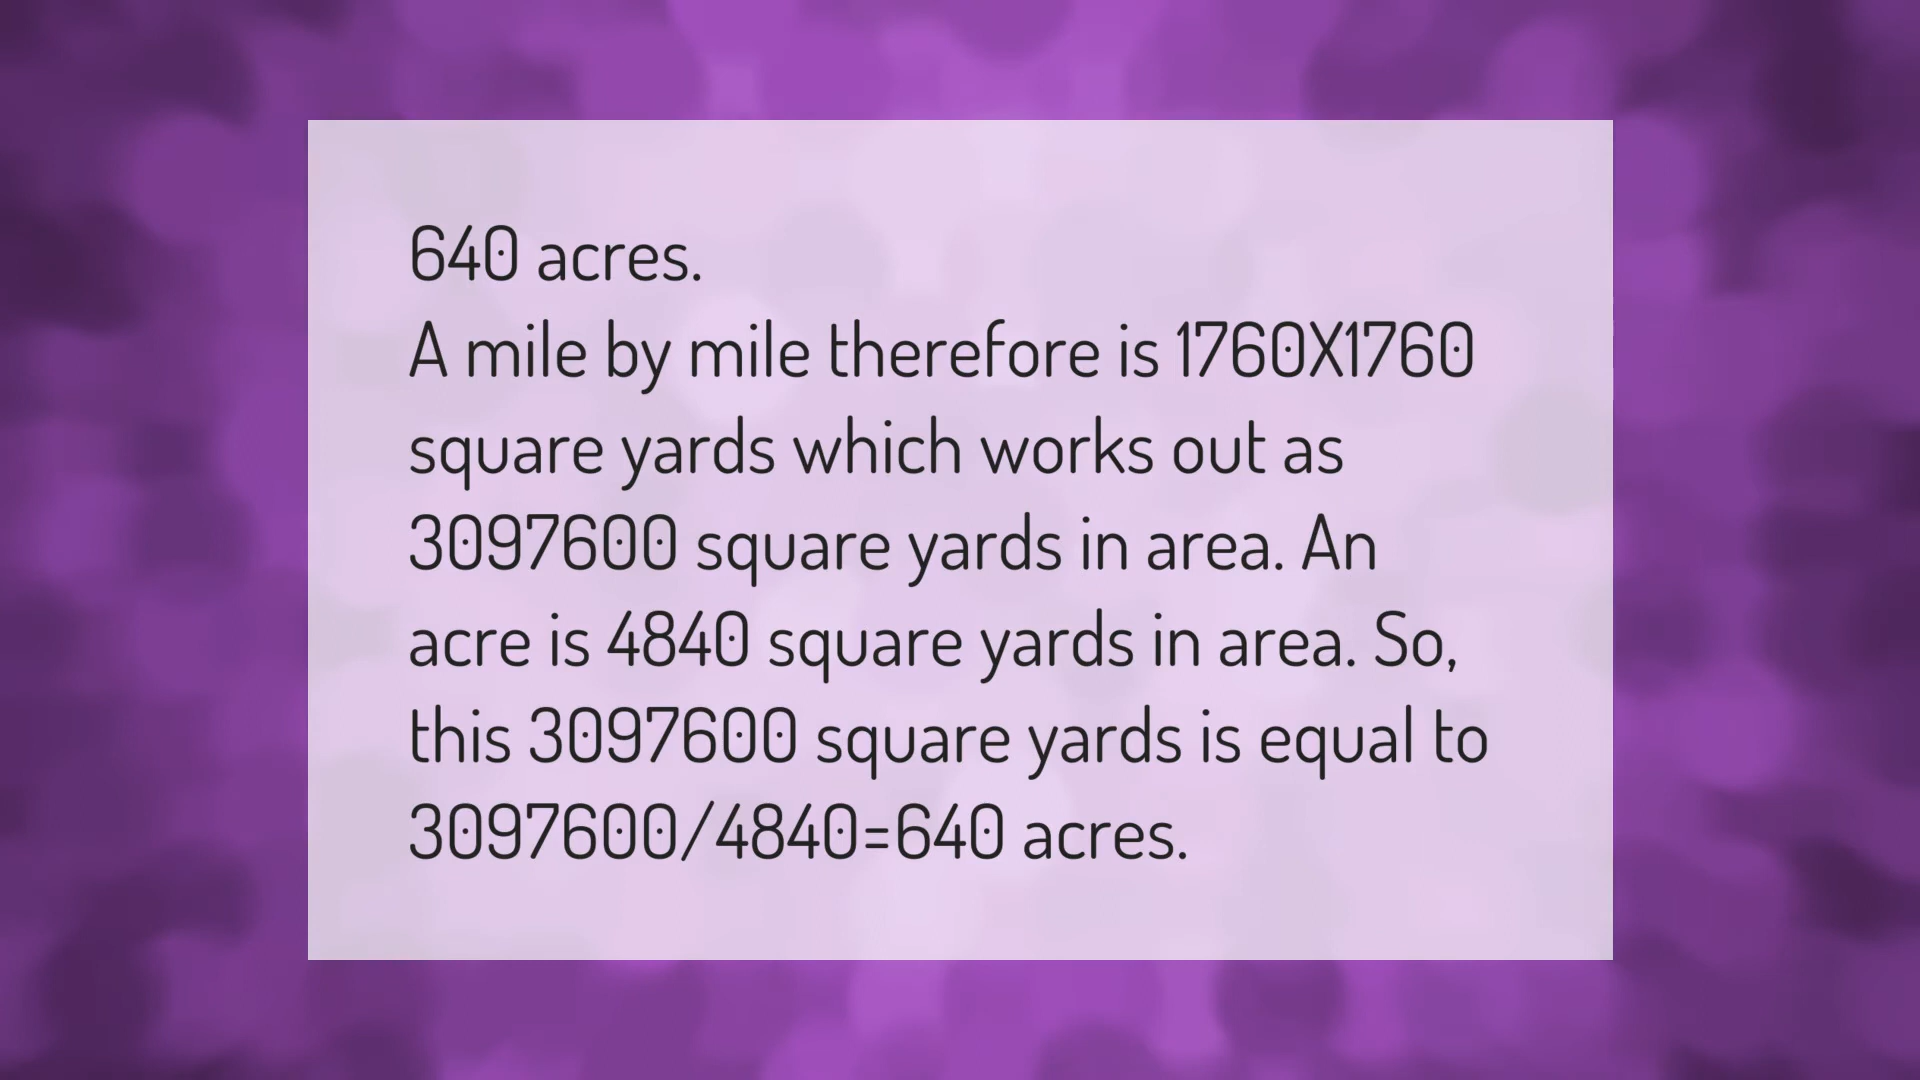 640 acres.
A mile by mile therefore is 1760X1760
square yards which works out as
3097600 square yards in area. An
acre is 4840 square yards in area. So,
this 3097600 square yards is equal to
3097600/4840=640 acres.